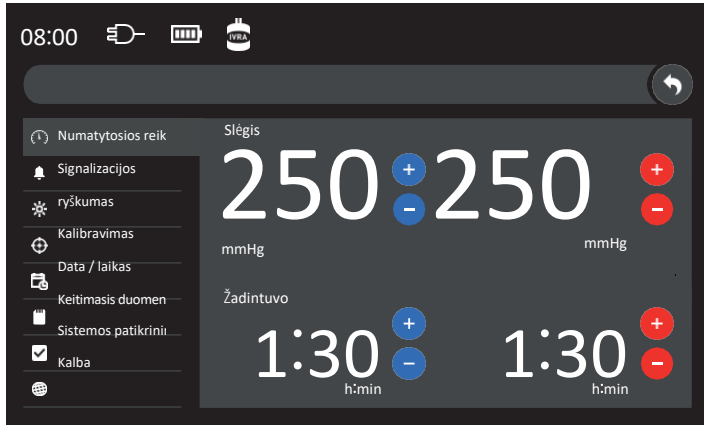 08:00
IVRA
Numatytosios reik
Signalizacijos
ryškumas
Kalibravimas
Data / laikas
Keitimasis duomen
Sistemos patikrini
Kalba
Slėgis
250 + - 250 + -
mmHg mmHg
Žadintuvo
1:30 + - 1:30 + -
h:min h:min